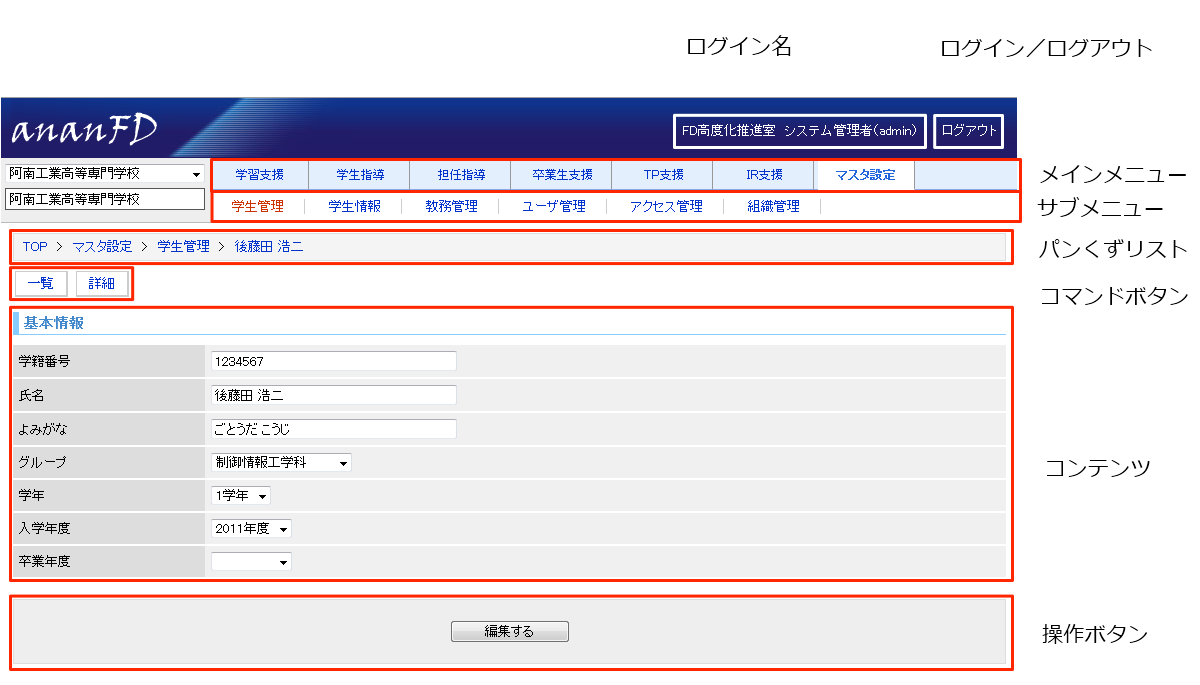 ログイン名 ログイン／ログアウト
ananFD
FD高度化推進室 システム管理者(admin) ログアウト
阿南工業高等専門学校 学習支援 学生指導 担任指導 卒業生支援 TP支援 IR支援 マスタ設定 メインメニュー
阿南工業高等専門学校 学生管理 学生情報 教務管理 ユーザ管理 アクセス管理 組織管理 サブメニュー
TOP > マスタ設定 > 学生管理 > 後藤田 浩二 パンくずリスト
一覧 詳細 コマンドボタン
基本情報
学籍番号 1234567
氏名 後藤田 浩二
よみがな ごとうだ こうじ
グループ 制御情報工学科 コンテンツ
学年 1学年
入学年度 2011年度
卒業年度
編集する 操作ボタン